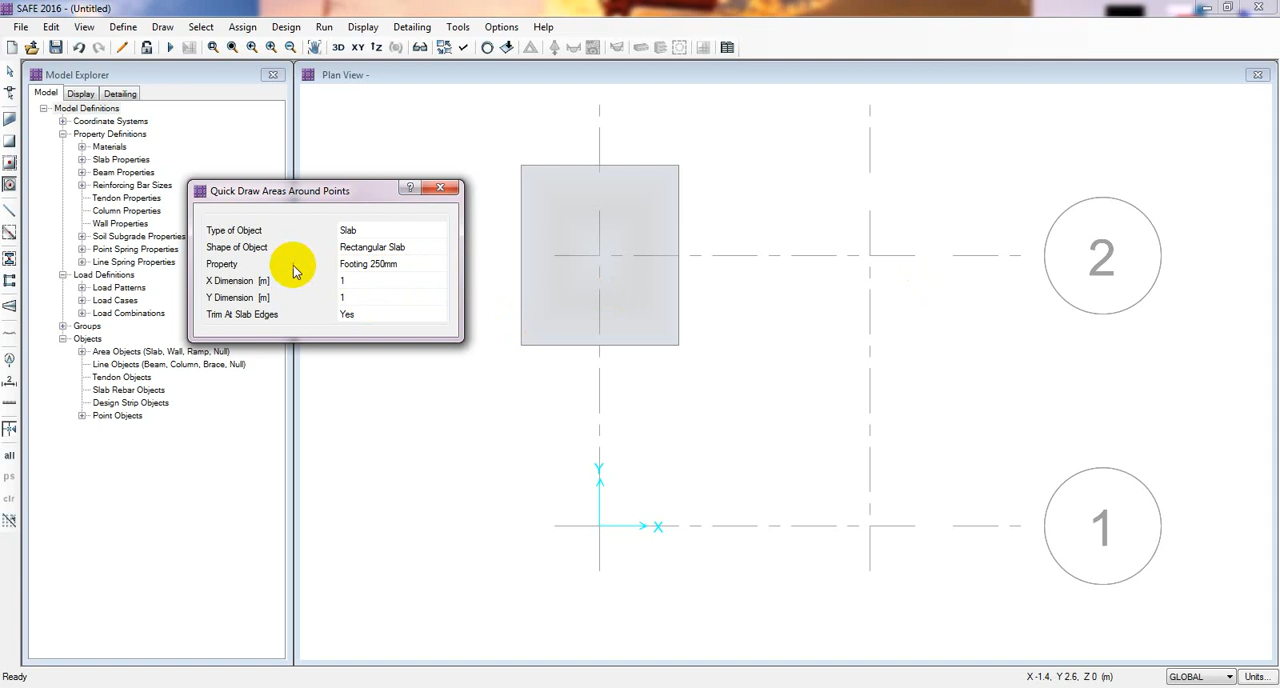 SAFE 2016 - (Untitled)
File Edit View Define Draw Select Assign Design Run Display Detailing Tools Options Help
3D XY XZ
Model Explorer
Plan View -
Model Display Detailing
Model Definitions
Coordinate Systems
Property Definitions
Materials
Slab Properties
Beam Properties
Reinforcing Bar Sizes
Tendon Properties
Column Properties
Wall Properties
Soil Subgrade Properties
Point Spring Properties
Line Spring Properties
Load Definitions
Load Patterns
Load Cases
Load Combinations
Groups
Objects
Area Objects (Slab, Wall, Ramp, Null)
Line Objects (Beam, Column, Brace, Null)
Tendon Objects
Slab Rebar Objects
Design Strip Objects
Point Objects
Quick Draw Areas Around Points
Type of Object Slab
Shape of Object Rectangular Slab
Property Footing 250mm
X Dimension [m] 1
Y Dimension [m] 1
Trim At Slab Edges Yes
2
Y
X
1
all
ps
clr
Ready
X -1.4, Y 2.6, Z 0 (m)
GLOBAL
Units...